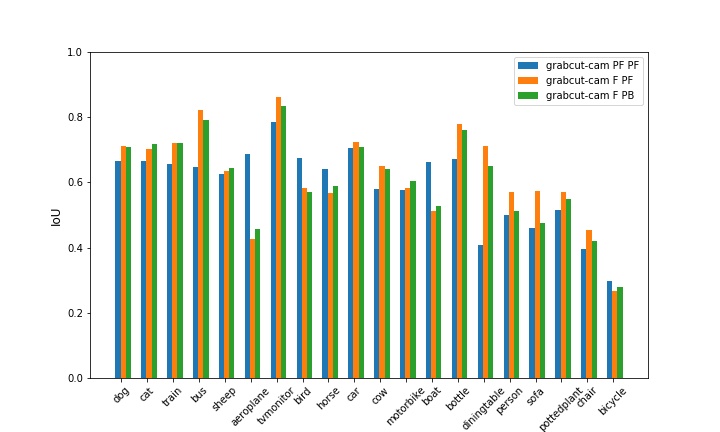 1.0
0.8
0.6
0.4
0.2
0.0
IoU
grabcut-cam PF PF
grabcut-cam F PF
grabcut-cam F PB
dog
cat
train
bus
sheep
aeroplane
tvmonitor
bird
horse
car
cow
motorbike
boat
bottle
diningtable
person
sofa
pottedplant
chair
bicycle